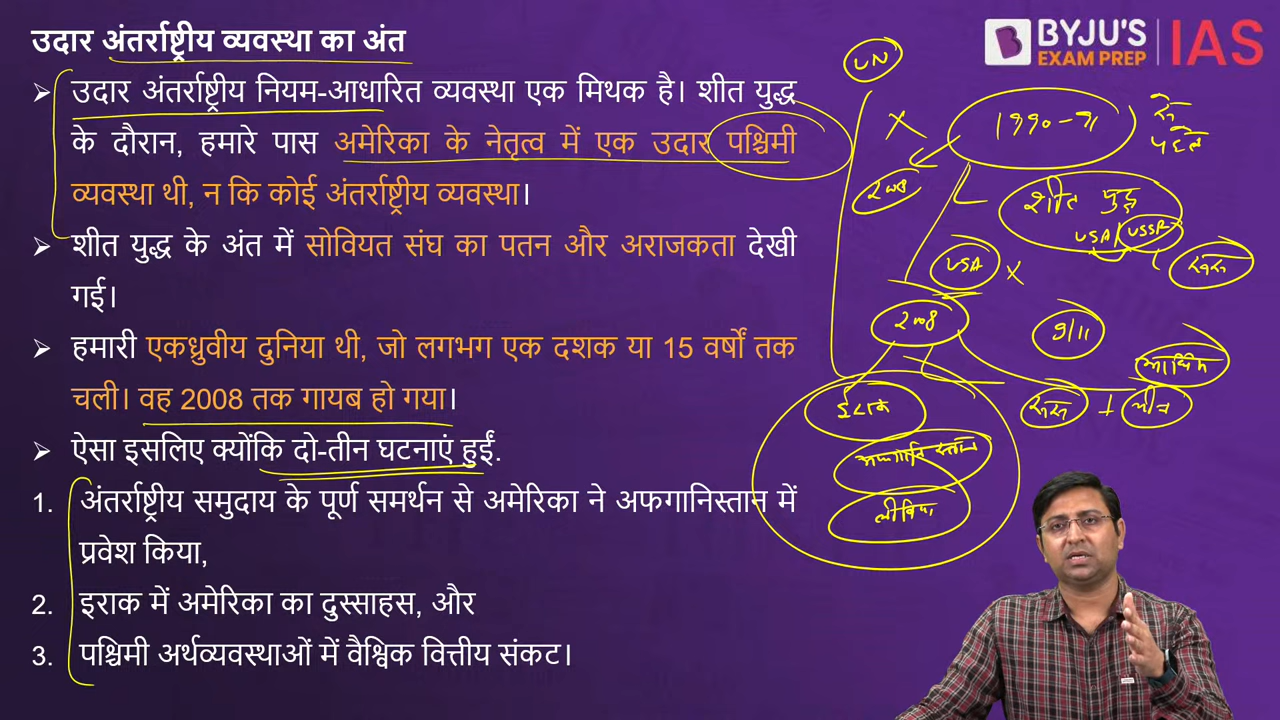 उदार अंतर्राष्ट्रीय व्यवस्था का अंत
BYJU'S
EXAM PREP
IAS
➤ उदार अंतर्राष्ट्रीय नियम-आधारित व्यवस्था एक मिथक है। शीत युद्ध
के दौरान, हमारे पास अमेरिका के नेतृत्व में एक उदार पश्चिमी
व्यवस्था थी, न कि कोई अंतर्राष्ट्रीय व्यवस्था।
➤ शीत युद्ध के अंत में सोवियत संघ का पतन और अराजकता देखी
गई।
➤ हमारी एकध्रुवीय दुनिया थी, जो लगभग एक दशक या 15 वर्षों तक
चली। वह 2008 तक गायब हो गया।
➤ ऐसा इसलिए क्योंकि दो-तीन घटनाएं हुईं.
1. अंतर्राष्ट्रीय समुदाय के पूर्ण समर्थन से अमेरिका ने अफगानिस्तान में
प्रवेश किया,
2. इराक में अमेरिका का दुस्साहस, और
3. पश्चिमी अर्थव्यवस्थाओं में वैश्विक वित्तीय संकट।
UN
1990-91
से
पहले
2008
शीत युद्ध
USA/USSR
रूस
USA
2008
9/11
आर्थिक
इराक
रूस + चीन
अफगानिस्तान
लीबिया